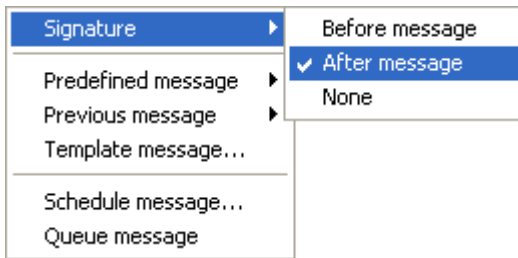 Signature
Before message
After message
None
Predefined message
Previous message
Template message...
Schedule message...
Queue message